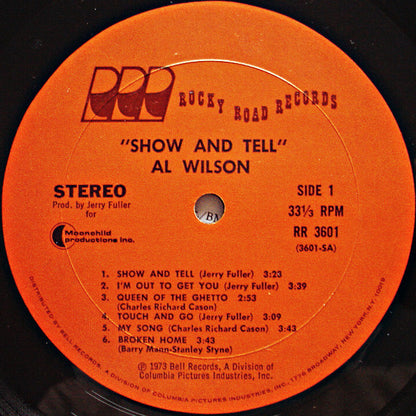 ROCKY ROAD RECORDS
"SHOW AND TELL"
AL WILSON
STEREO
Prod. by Jerry Fuller
for
Moonchild
productions inc.
SIDE 1
33⅓ RPM
RR 3601
(3601-SA)
1. SHOW AND TELL (Jerry Fuller) 3:23
2. I'M OUT TO GET YOU (Jerry Fuller) 3:39
3. QUEEN OF THE GHETTO 2:53
(Charles Richard Cason)
4. TOUCH AND GO (Jerry Fuller) 3:09
5. MY SONG (Charles Richard Cason) 3:43
6. BROKEN HOME 3:43
(Barry Mann-Stanley Styne)
℗ 1973 Bell Records, A Division of
Columbia Pictures Industries, Inc.
DISTRIBUTED BY BELL RECORDS, A DIVISION OF COLUMBIA PICTURES INDUSTRIES, INC. 1776 BROADWAY, NEW YORK, N.Y. 10019